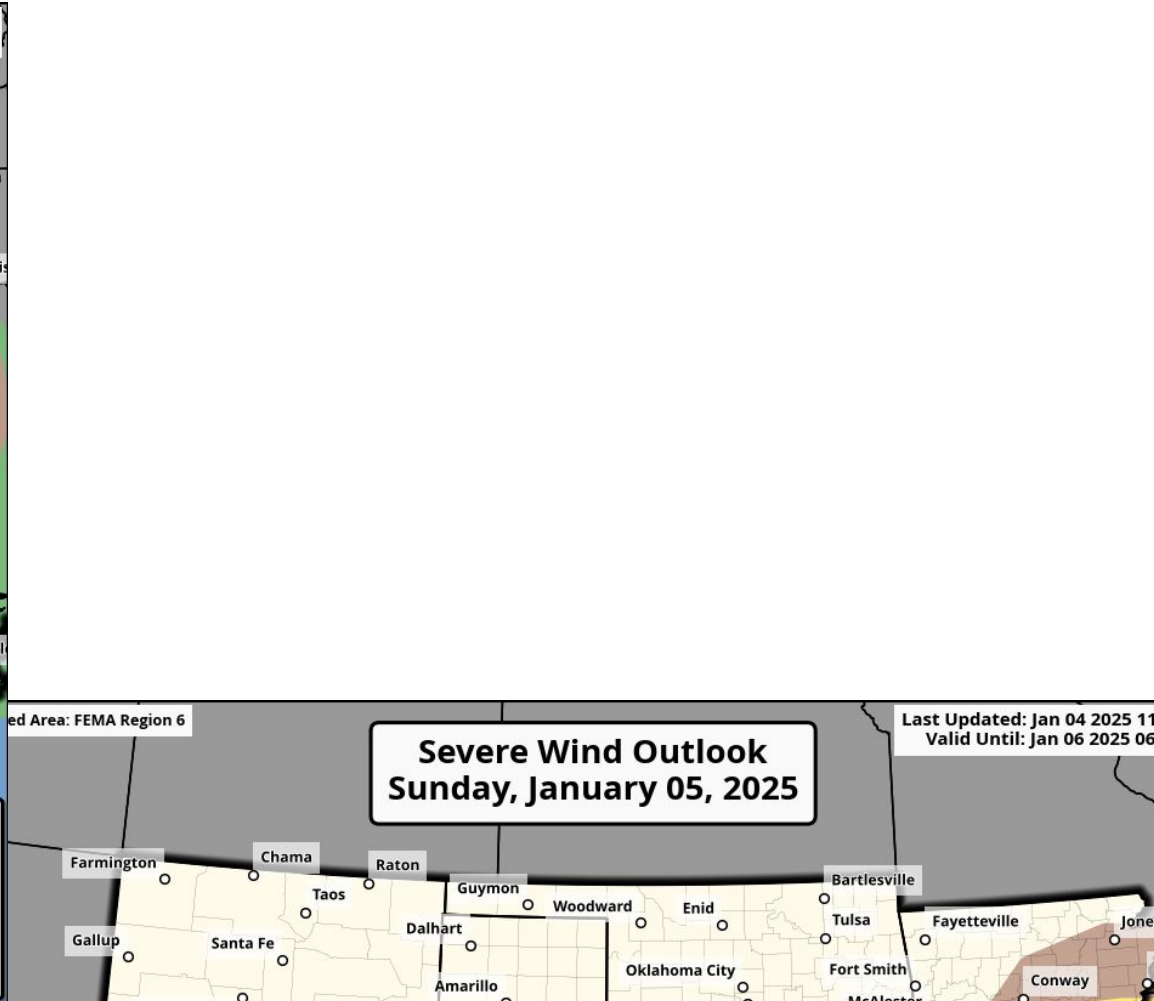 ed Area: FEMA Region 6
Severe Wind Outlook
Sunday, January 05, 2025
Last Updated: Jan 04 2025 11
Valid Until: Jan 06 2025 06
Farmington
Chama
Raton
Taos
Guymon
Woodward
Enid
Bartlesville
Tulsa
Fayetteville
Jone
Gallup
Santa Fe
Dalhart
Oklahoma City
Fort Smith
Conway
Amarillo
McAlester